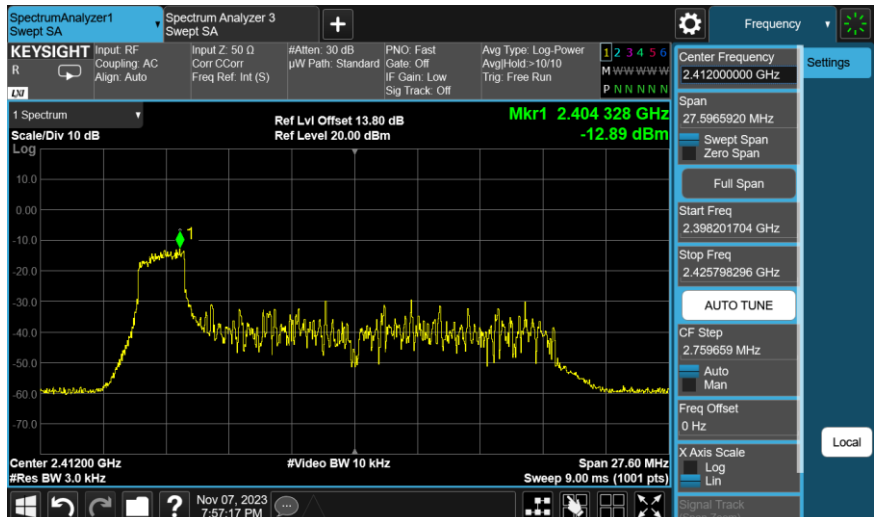 SpectrumAnalyzer1
Swept SA
Spectrum Analyzer 3
Swept SA
Frequency
KEYSIGHT
R
LXI
Input: RF
Coupling: AC
Align: Auto
Input Z: 50 Ω
Corr CCorr
Freq Ref: Int (S)
#Atten: 30 dB
µW Path: Standard
PNO: Fast
Gate: Off
IF Gain: Low
Sig Track: Off
Avg Type: Log-Power
Avg|Hold:>10/10
Trig: Free Run
1 2 3 4 5 6
M W W W W W
P N N N N N
1 Spectrum
Scale/Div 10 dB
Log
Ref Lvl Offset 13.80 dB
Ref Level 20.00 dBm
Mkr1 2.404 328 GHz
-12.89 dBm
10.0
0.00
-10.0
-20.0
-30.0
-40.0
-50.0
-60.0
-70.0
1
Center 2.41200 GHz
#Res BW 3.0 kHz
#Video BW 10 kHz
Span 27.60 MHz
Sweep 9.00 ms (1001 pts)
Nov 07, 2023
7:57:17 PM
Center Frequency
2.412000000 GHz
Span
27.5965920 MHz
Swept Span
Zero Span
Full Span
Start Freq
2.398201704 GHz
Stop Freq
2.425798296 GHz
AUTO TUNE
CF Step
2.759659 MHz
Auto
Man
Freq Offset
0 Hz
X Axis Scale
Log
Lin
Signal Track
(Span Zoom)
Settings
Local